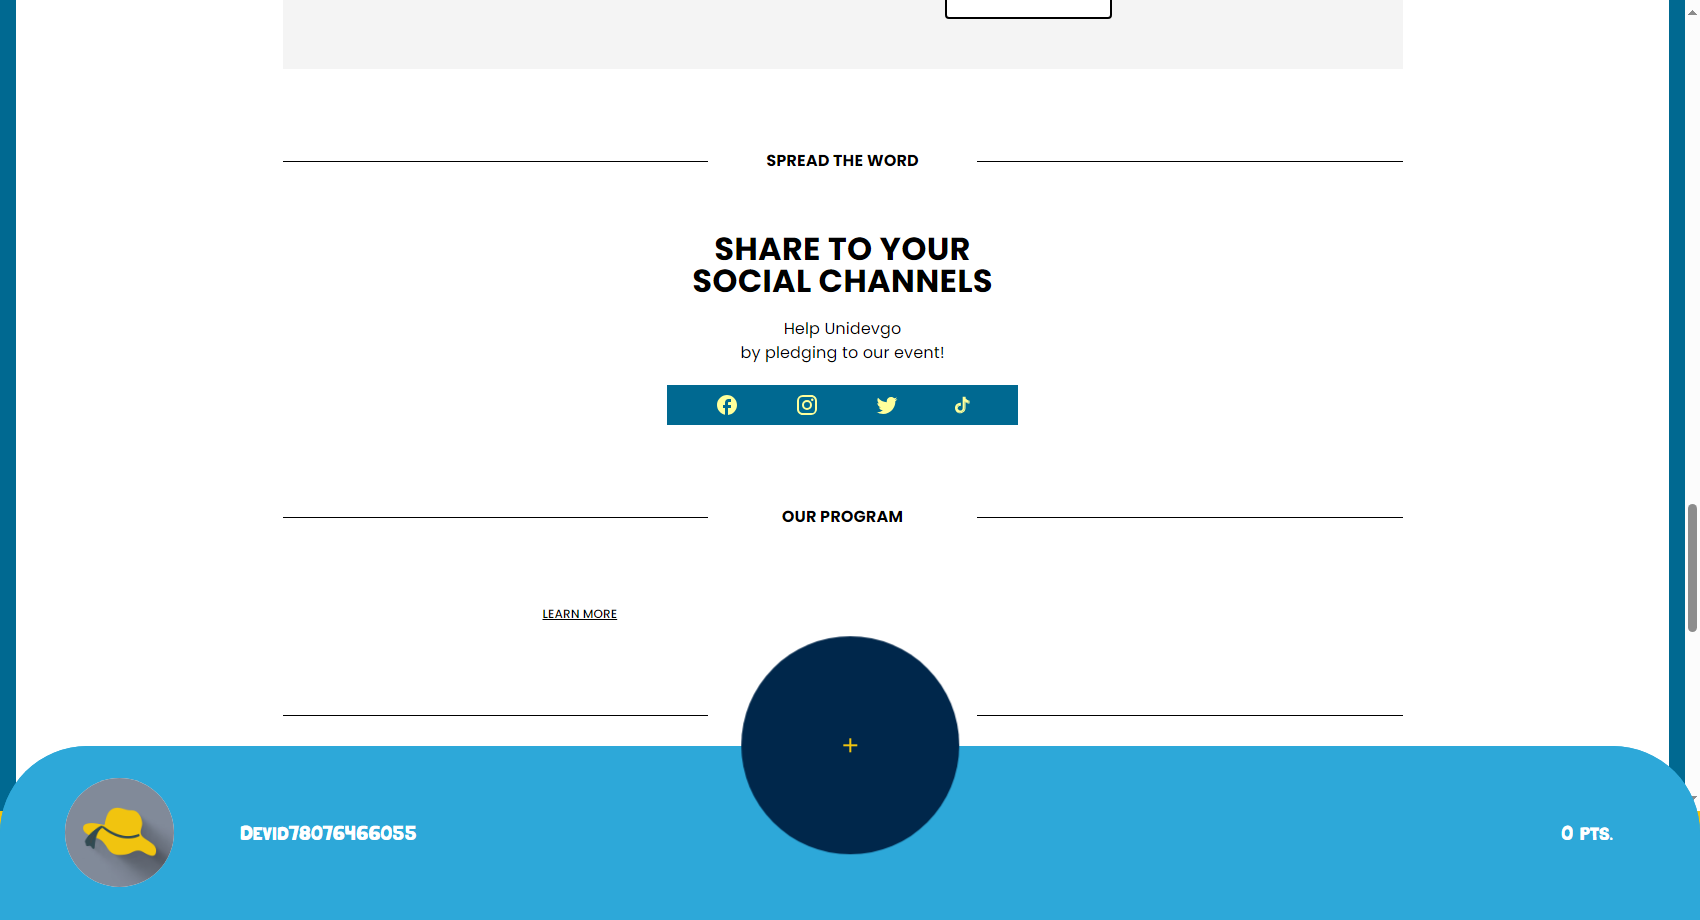 SPREAD THE WORD
SHARE TO YOUR
SOCIAL CHANNELS
Help Unidevgo
by pledging to our event!
OUR PROGRAM
LEARN MORE
Devid78076466055
0 pts.